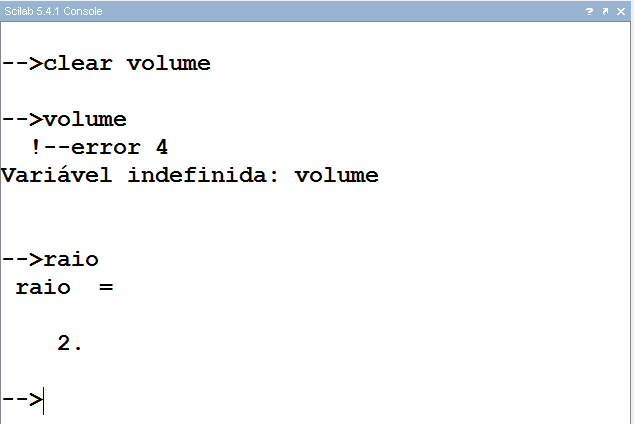 Scilab 5.4.1 Console
-->clear volume
-->volume
!--error 4
Variável indefinida: volume
-->raio
raio  =
2.
-->